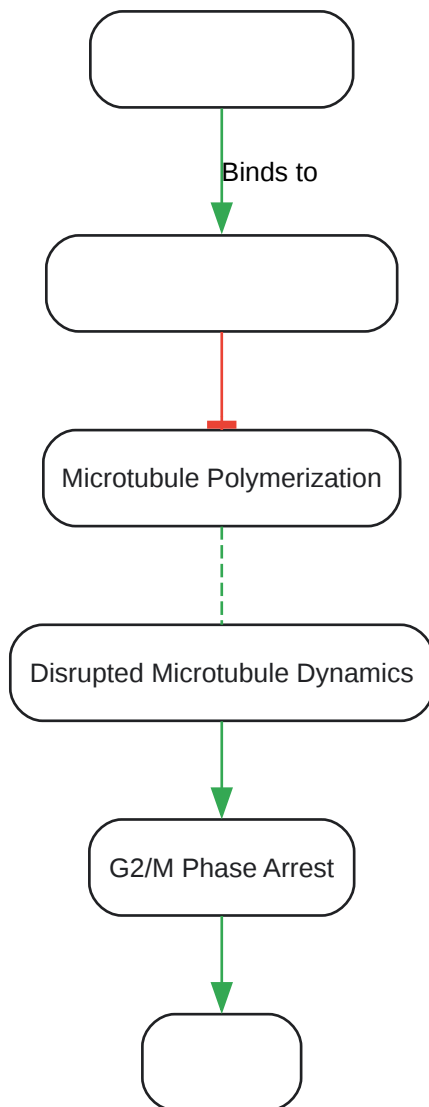 Binds to
Microtubule Polymerization
Disrupted Microtubule Dynamics
G2/M Phase Arrest